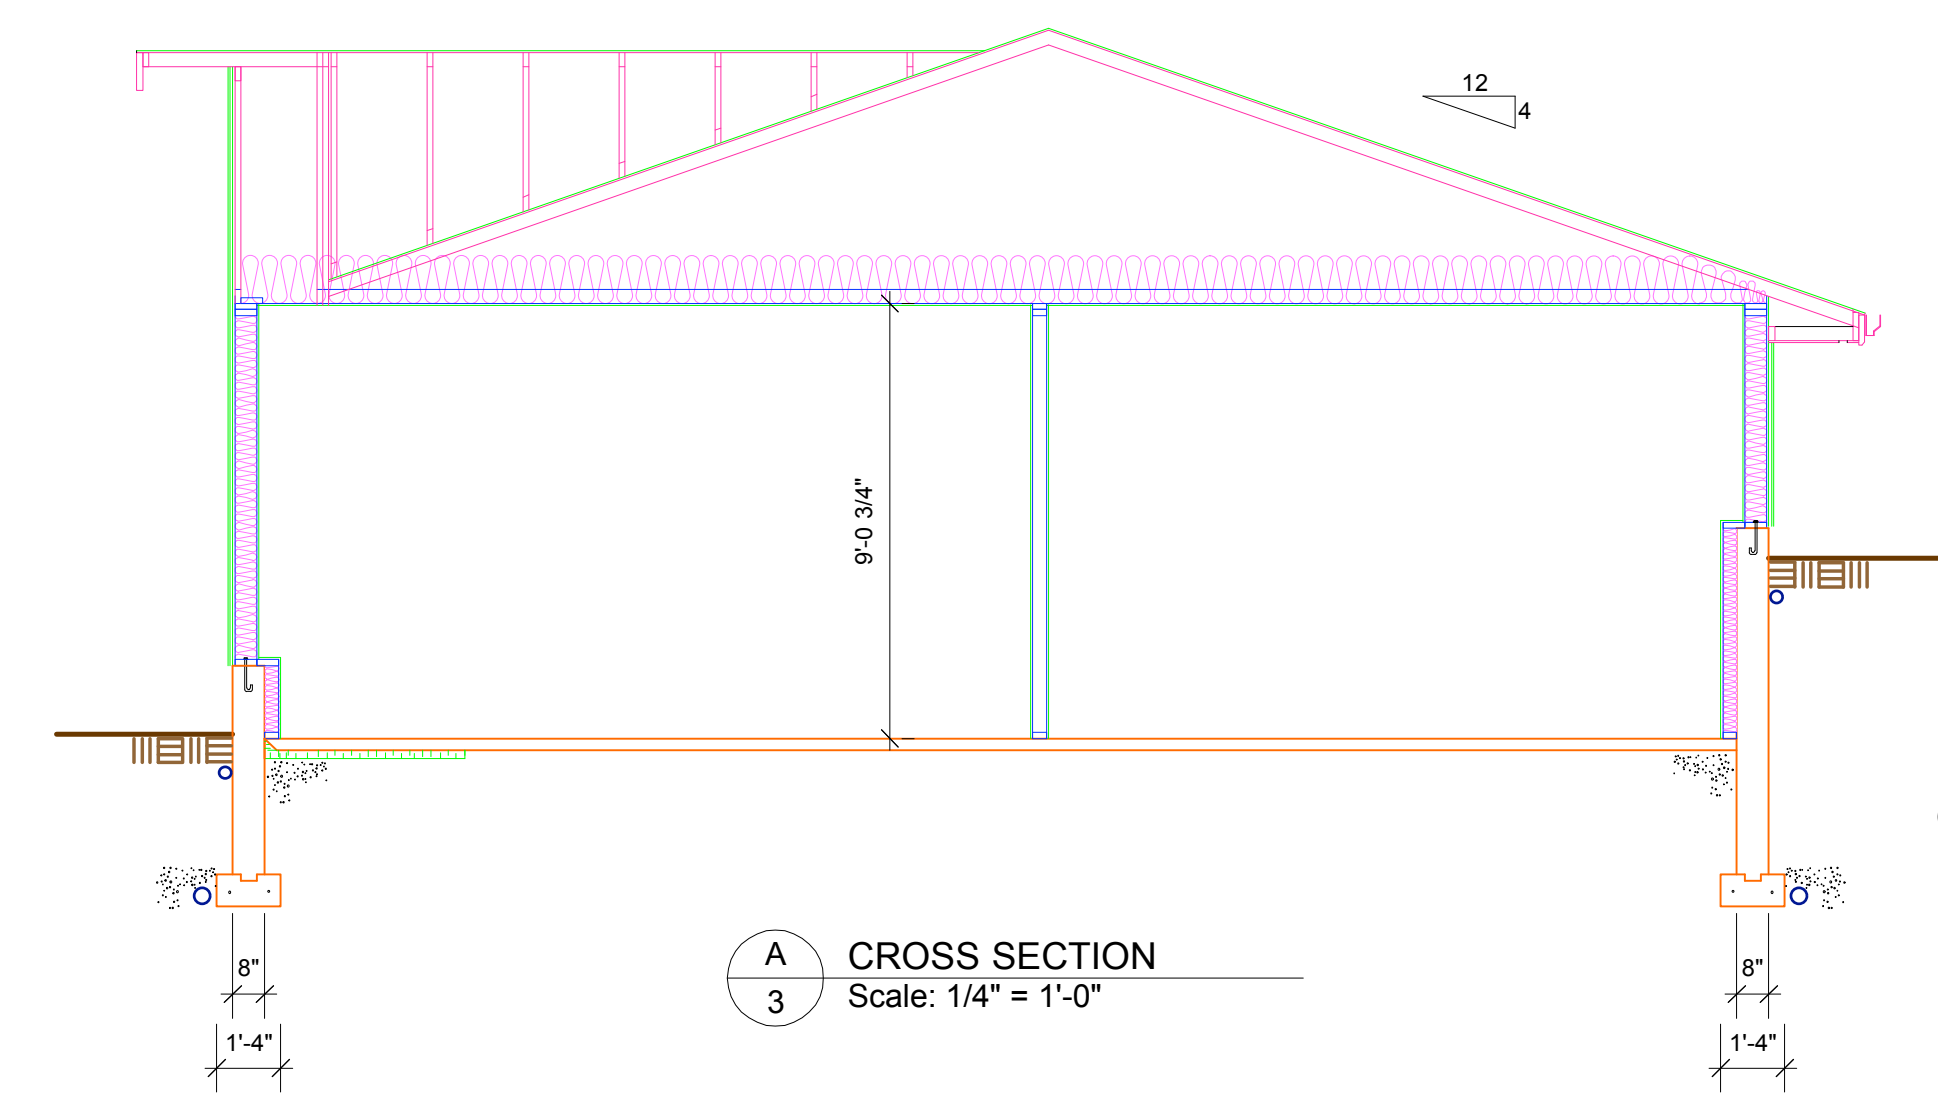 12
4
9'-0 3/4"
A
3
CROSS SECTION
Scale: 1/4" = 1'-0"
8"
1'-4"
8"
1'-4"